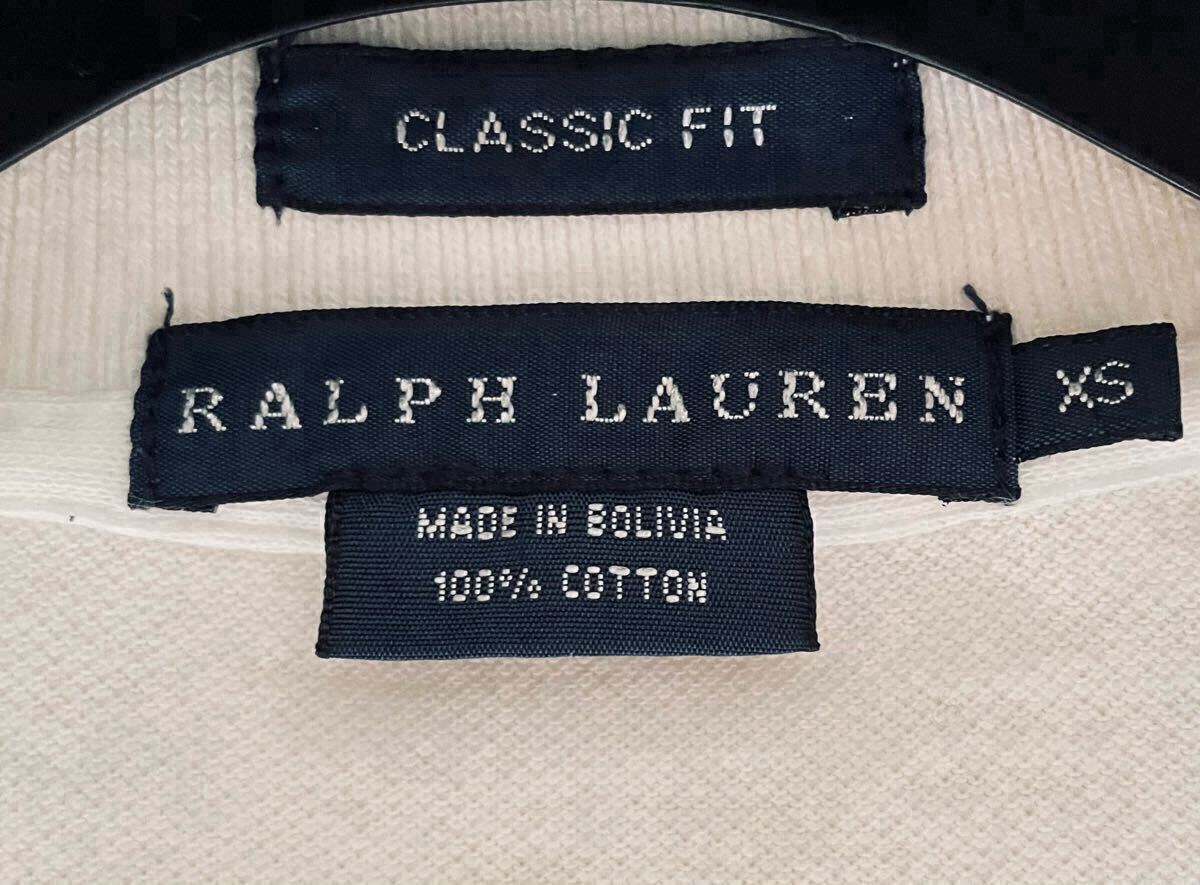 CLASSIC FIT
RALPH LAUREN
XS
MADE IN BOLIVIA
100% COTTON